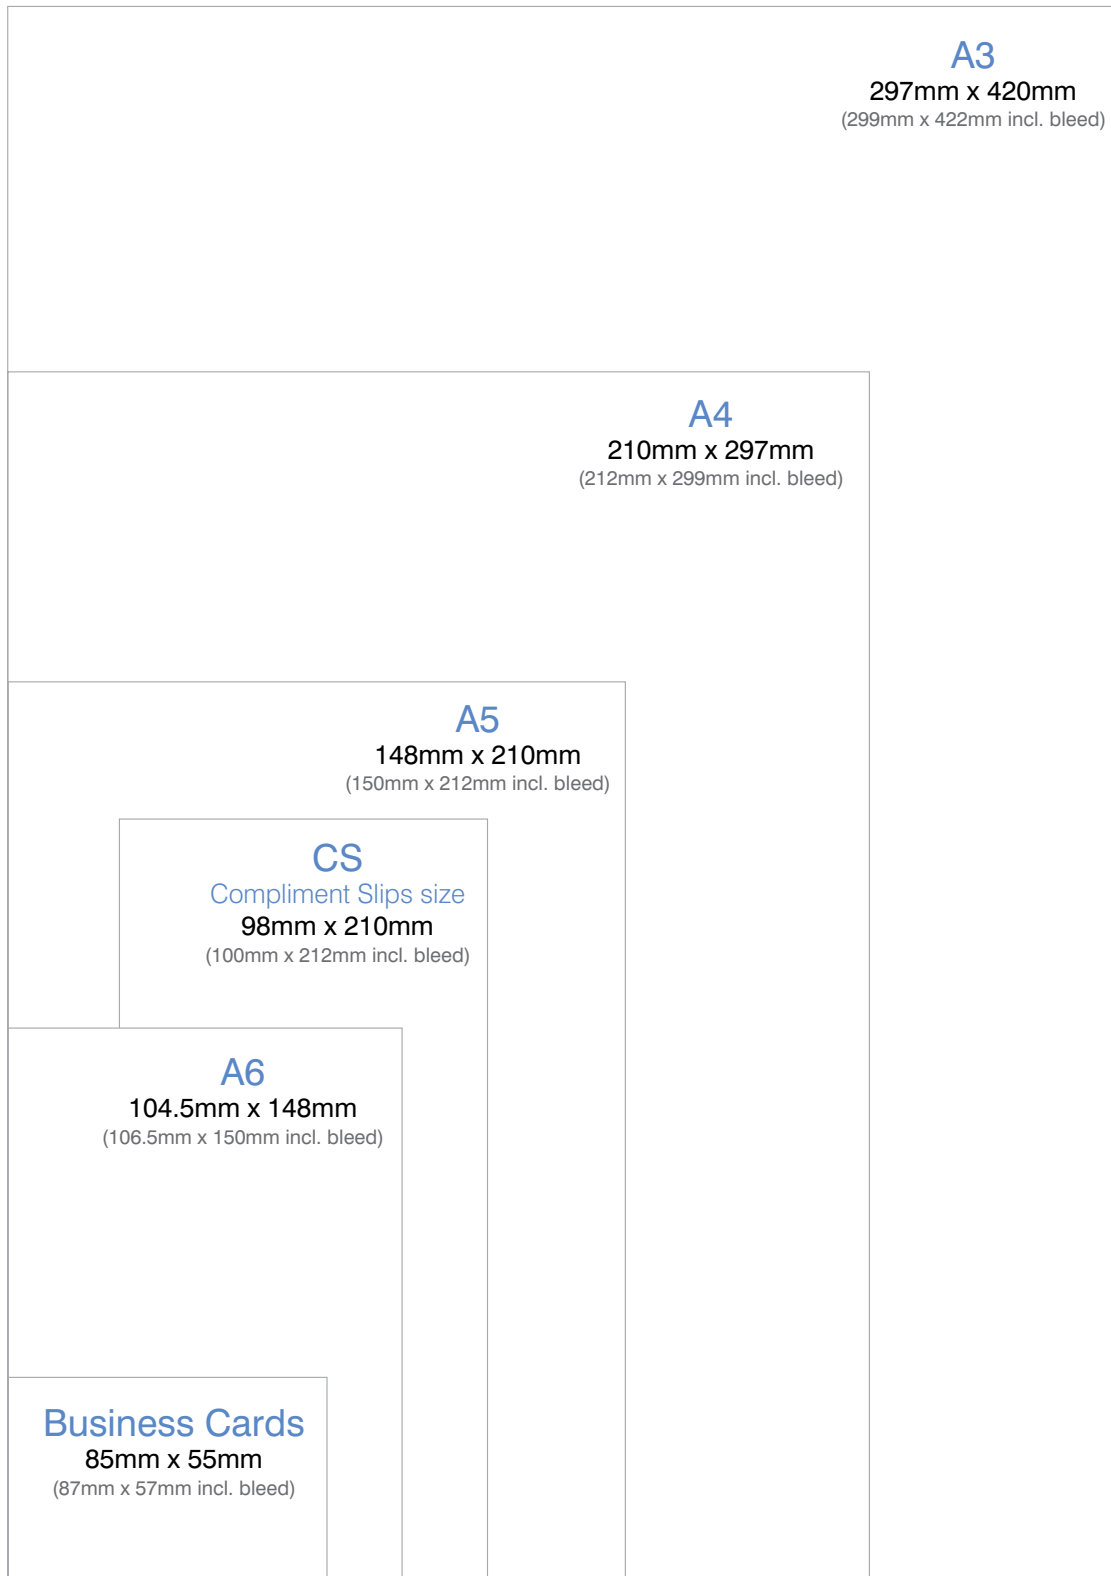 A3
297mm x 420mm
(299mm x 422mm incl. bleed)
A4
210mm x 297mm
(212mm x 299mm incl. bleed)
A5
148mm x 210mm
(150mm x 212mm incl. bleed)
CS
Compliment Slips size
98mm x 210mm
(100mm x 212mm incl. bleed)
A6
104.5mm x 148mm
(106.5mm x 150mm incl. bleed)
Business Cards
85mm x 55mm
(87mm x 57mm incl. bleed)